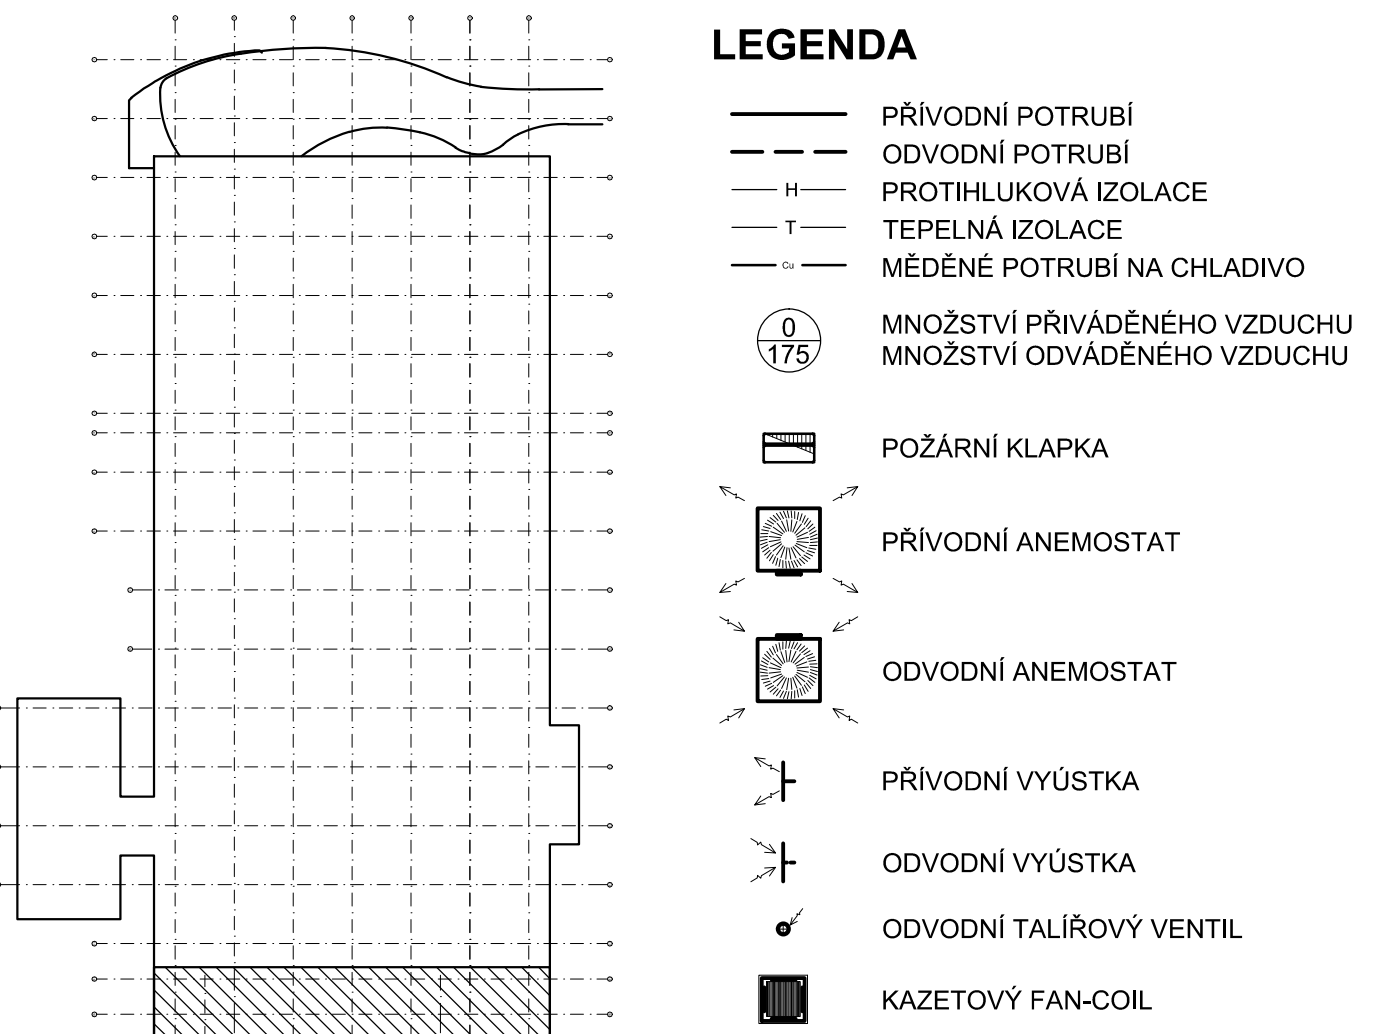 LEGENDA
PŘÍVODNÍ POTRUBÍ
ODVODNÍ POTRUBÍ
H PROTIHLUKOVÁ IZOLACE
T TEPELNÁ IZOLACE
Cu MĚDĚNÉ POTRUBÍ NA CHLADIVO
0 MNOŽSTVÍ PŘIVÁDĚNÉHO VZDUCHU
175 MNOŽSTVÍ ODVÁDĚNÉHO VZDUCHU
POŽÁRNÍ KLAPKA
PŘÍVODNÍ ANEMOSTAT
ODVODNÍ ANEMOSTAT
PŘÍVODNÍ VYÚSTKA
ODVODNÍ VYÚSTKA
ODVODNÍ TALÍŘOVÝ VENTIL
KAZETOVÝ FAN-COIL